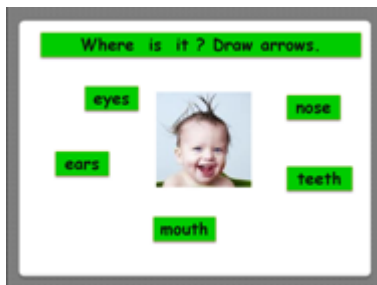 Where is it ? Draw arrows.
eyes
nose
ears
teeth
mouth